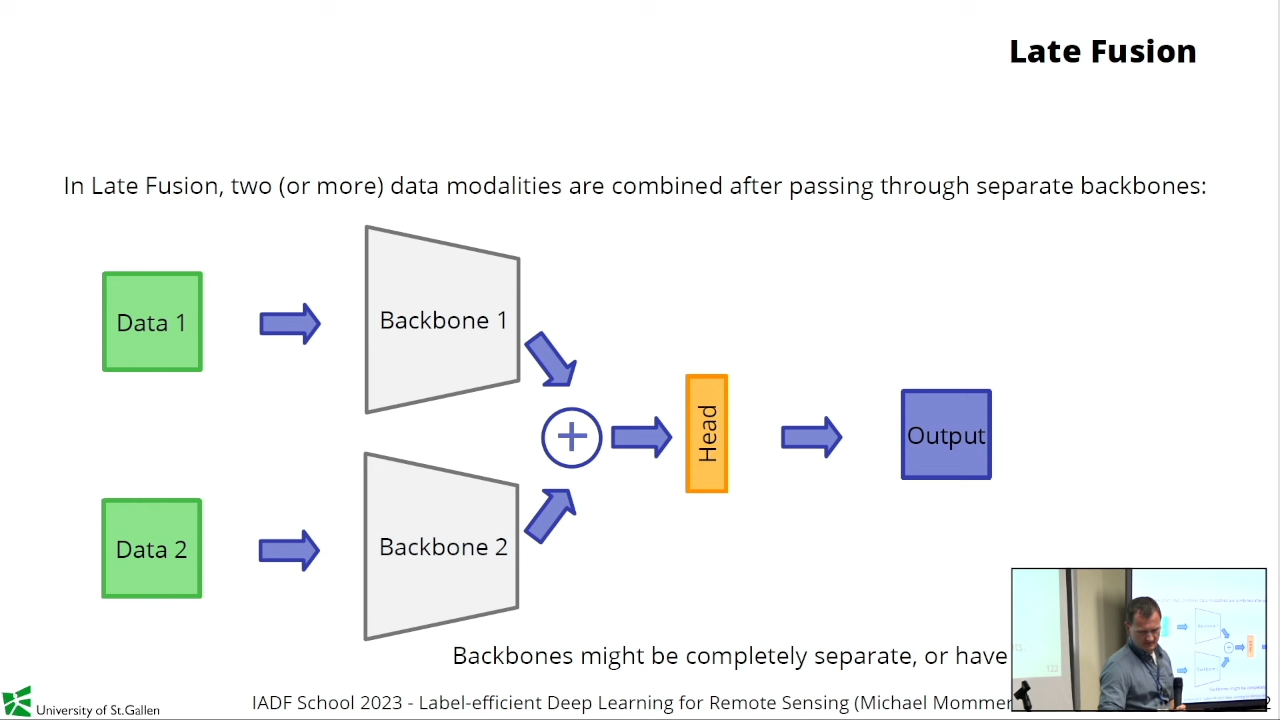 Late Fusion
In Late Fusion, two (or more) data modalities are combined after passing through separate backbones:
Data 1
Backbone 1
Head
Output
Data 2
Backbone 2
Backbones might be completely separate, or have
University of St.Gallen
IADF School 2023 - Label-efficient Deep Learning for Remote Sensing (Michael Mommer